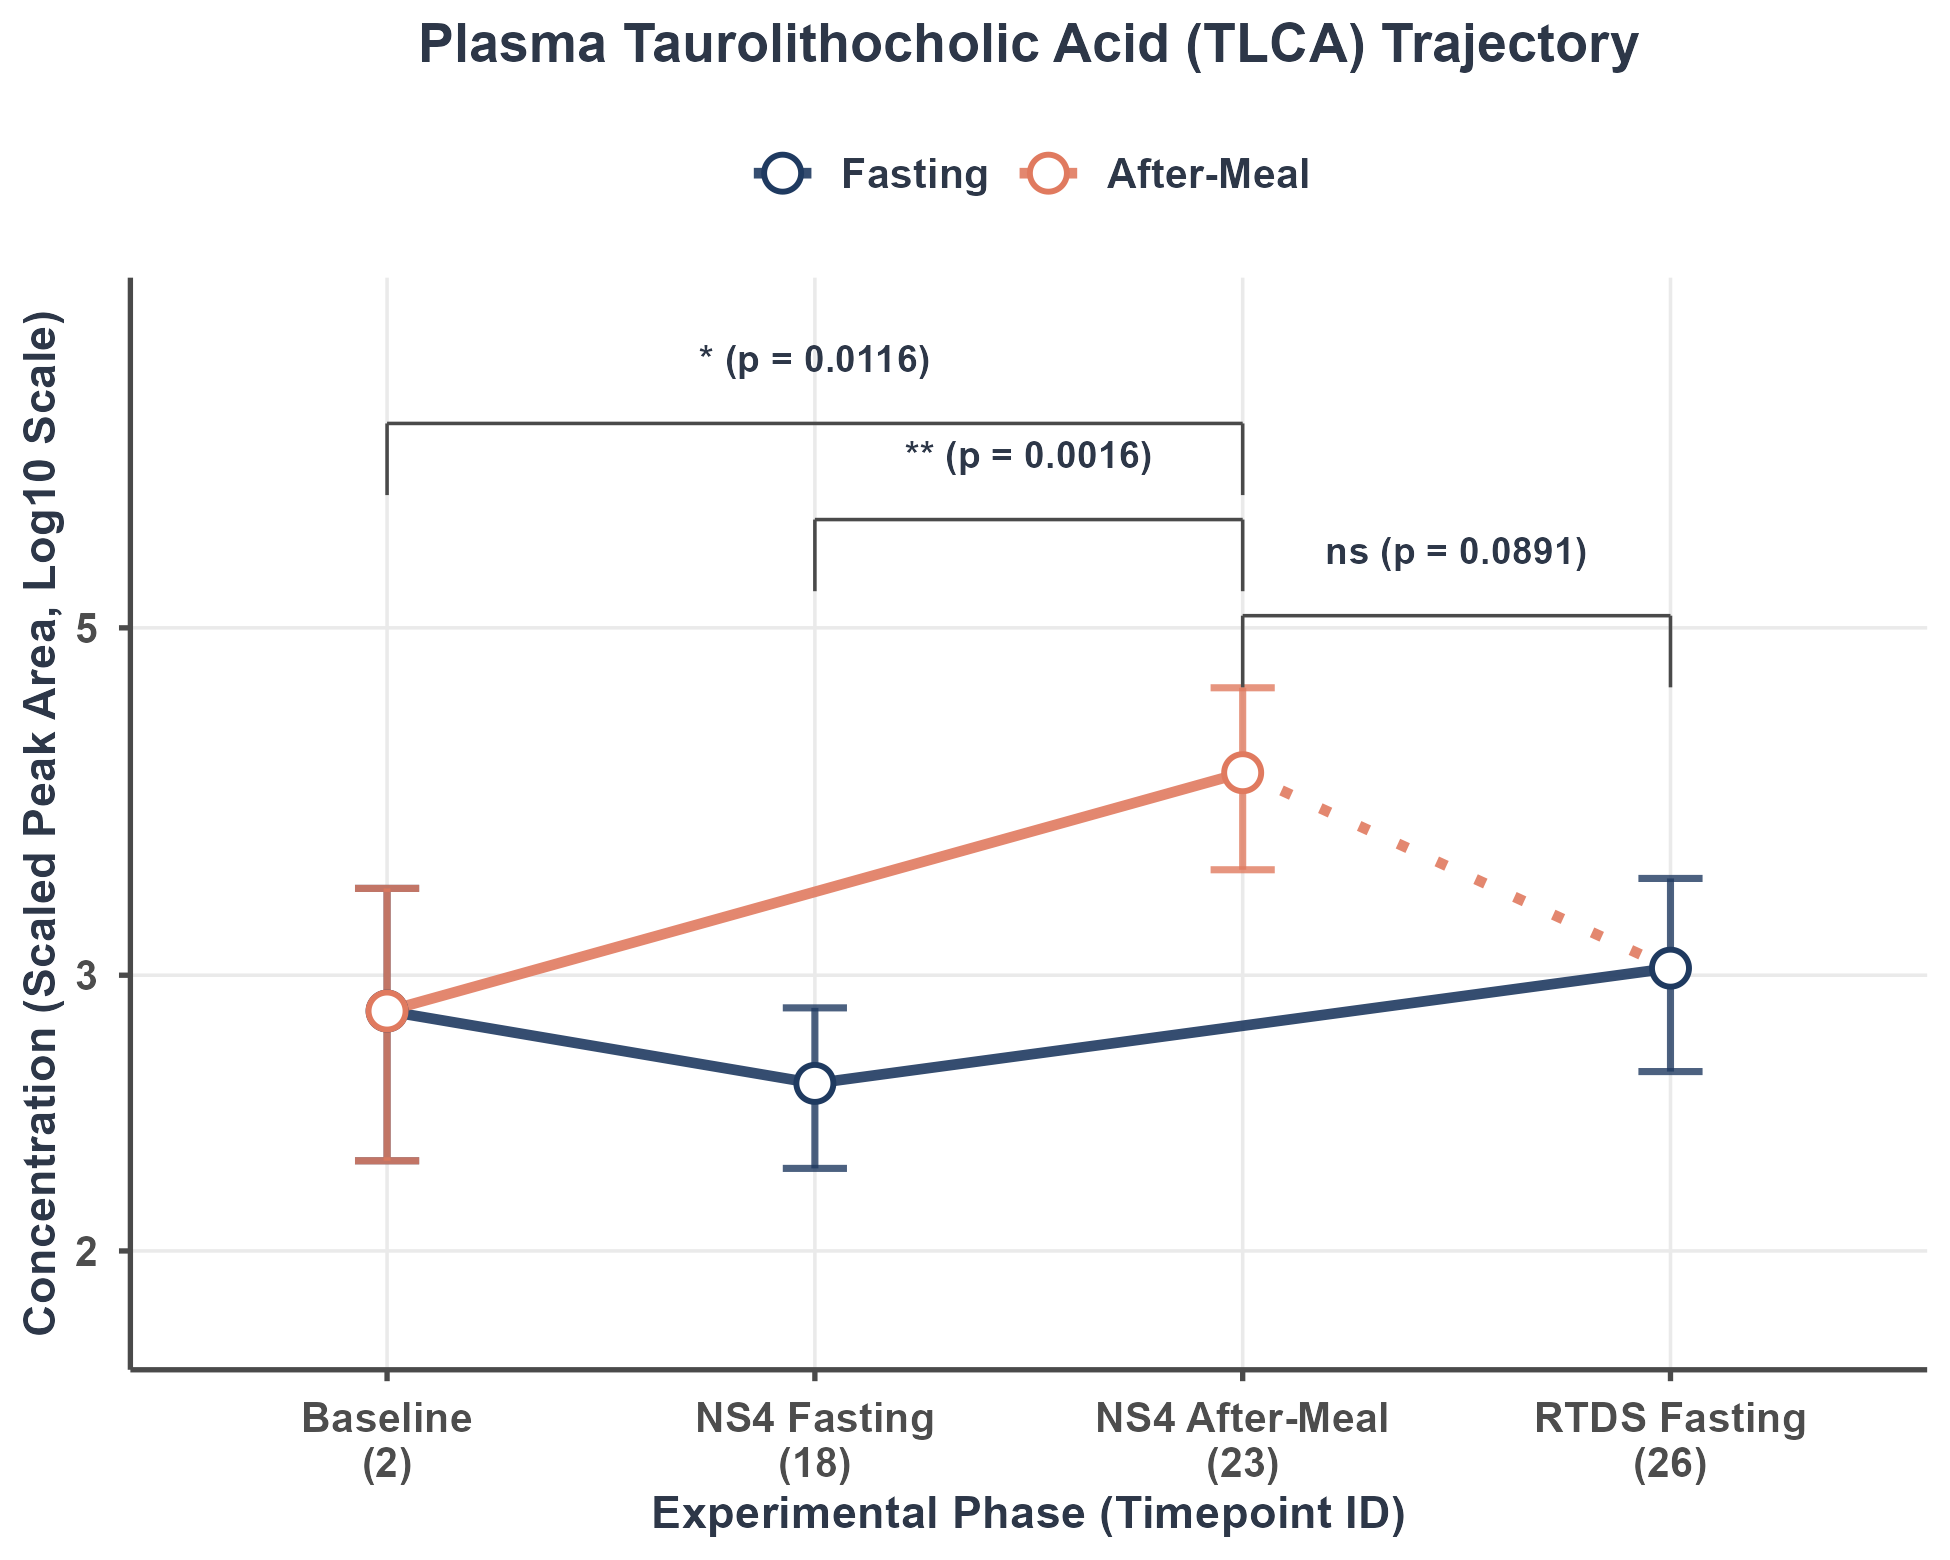 Plasma Taurolithocholic Acid (TLCA) Trajectory
Fasting After-Meal
Concentration (Scaled Peak Area, Log10 Scale)
* (p = 0.0116)
** (p = 0.0016)
ns (p = 0.0891)
5
3
2
Baseline NS4 Fasting NS4 After-Meal RTDS Fasting
(2) (18) (23) (26)
Experimental Phase (Timepoint ID)